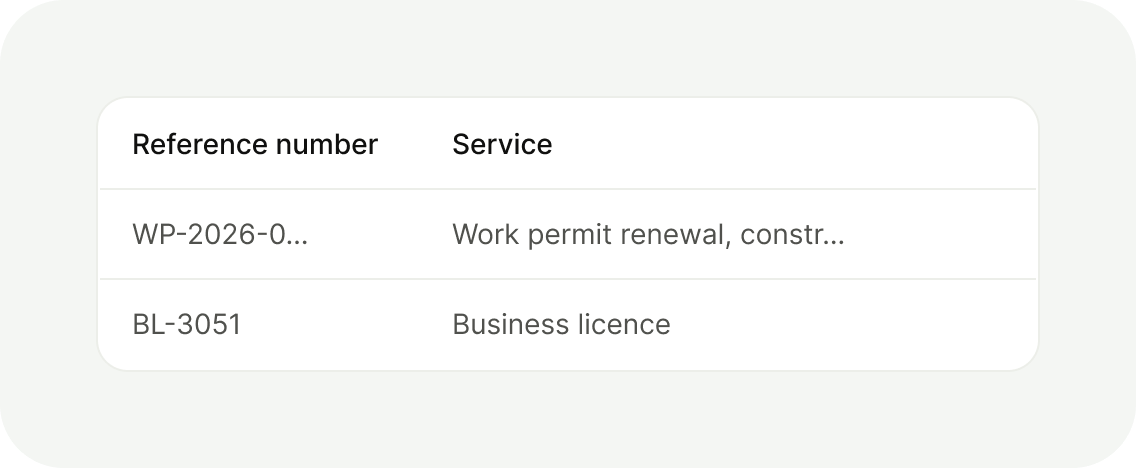 Reference number Service
WP-2026-0... Work permit renewal, constr...
BL-3051 Business licence